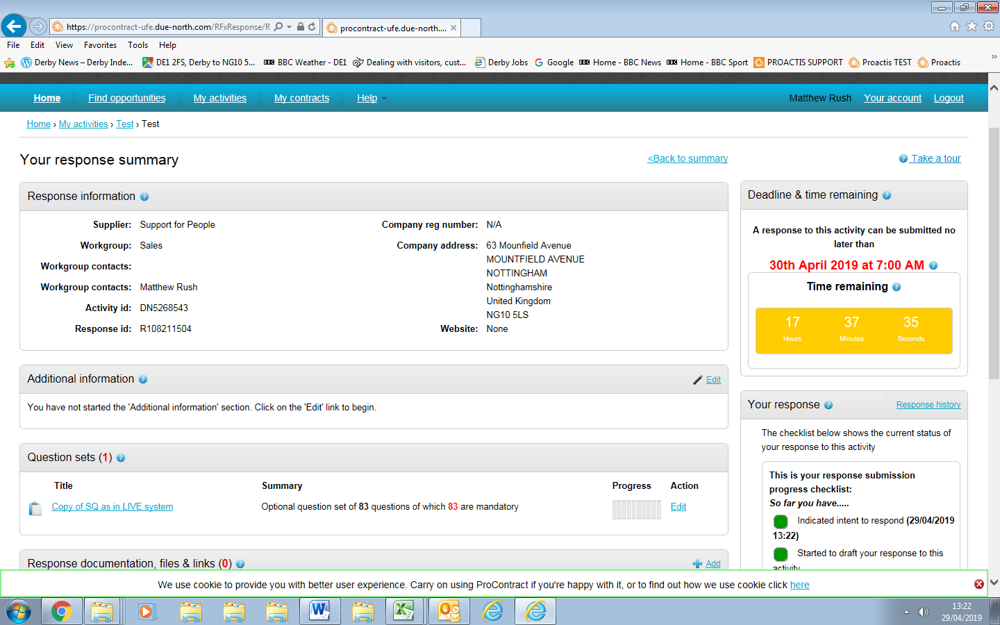 https://procontract-ufe.due-north.com/RFxResponse/R
procontract-ufe.due-north....
File Edit View Favorites Tools Help
Derby News – Derby Inde... DE1 2FS, Derby to NG10 5... BBC Weather - DE1 Dealing with visitors, cust... Derby Jobs Google Home - BBC News Home - BBC Sport PROACTIS SUPPORT Proactis TEST Proactis
Home Find opportunities My activities My contracts Help Matthew Rush Your account Logout
Home › My activities › Test › Test
Your response summary
<Back to summary
Take a tour
Response information
Supplier: Support for People
Workgroup: Sales
Workgroup contacts:
Workgroup contacts: Matthew Rush
Activity id: DN5268543
Response id: R108211504
Company reg number: N/A
Company address: 63 Mounfield Avenue
MOUNTFIELD AVENUE
NOTTINGHAM
Nottinghamshire
United Kingdom
NG10 5LS
Website: None
Additional information
Edit
You have not started the 'Additional information' section. Click on the 'Edit' link to begin.
Question sets (1)
Title Summary Progress Action
Copy of SQ as in LIVE system Optional question set of 83 questions of which 83 are mandatory Edit
Response documentation, files & links (0)
Add
Deadline & time remaining
A response to this activity can be submitted no
later than
30th April 2019 at 7:00 AM
Time remaining
17 37 35
Hours Minutes Seconds
Your response
Response history
The checklist below shows the current status of
your response to this activity
This is your response submission
progress checklist:
So far you have.....
Indicated intent to respond (29/04/2019
13:22)
Started to draft your response to this
activity
We use cookie to provide you with better user experience. Carry on using ProContract if you're happy with it, or to find out how we use cookie click here
13:22
29/04/2019